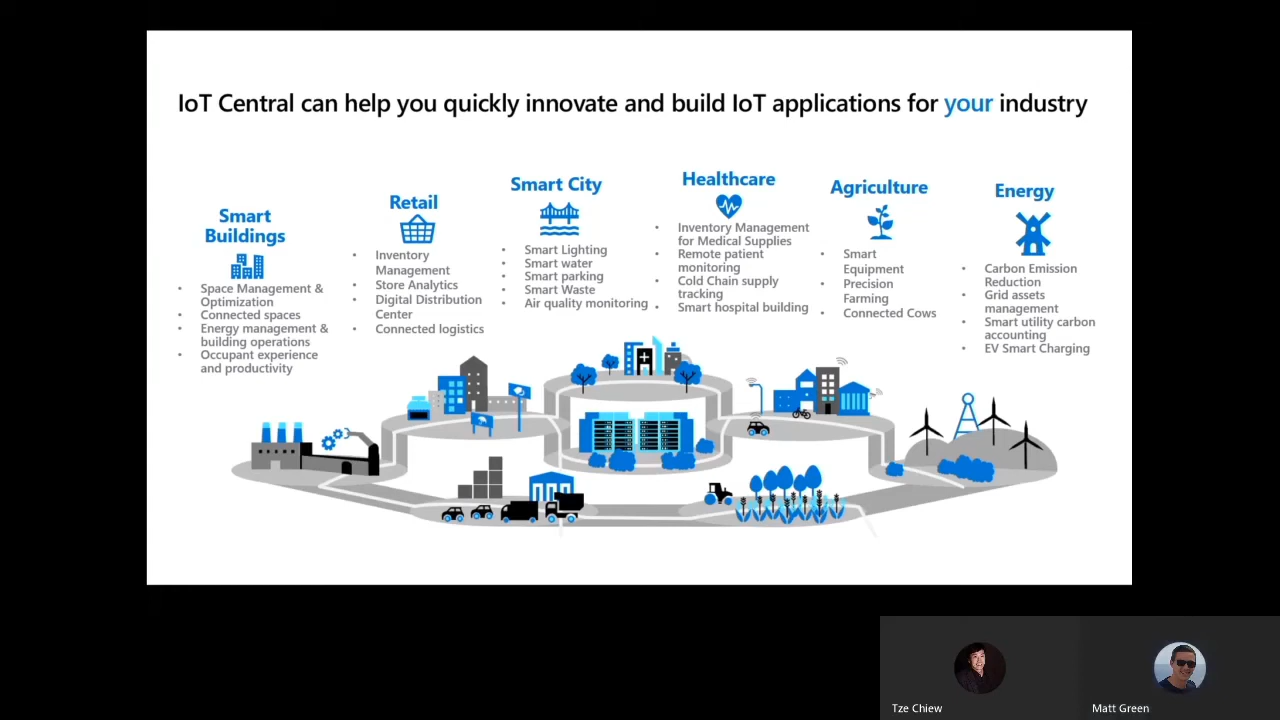 IoT Central can help you quickly innovate and build IoT applications for your industry
Smart
Buildings
• Space Management &
Optimization
• Connected spaces
• Energy management &
building operations
• Occupant experience
and productivity
Retail
• Inventory
Management
• Store Analytics
• Digital Distribution
Center
• Connected logistics
Smart City
• Smart Lighting
• Smart water
• Smart parking
• Smart Waste
• Air quality monitoring
Healthcare
• Inventory Management
for Medical Supplies
• Remote patient
monitoring
• Cold Chain supply
tracking
• Smart hospital building
Agriculture
• Smart
Equipment
• Precision
Farming
• Connected Cows
Energy
• Carbon Emission
Reduction
• Grid assets
management
• Smart utility carbon
accounting
• EV Smart Charging
Tze Chiew
Matt Green